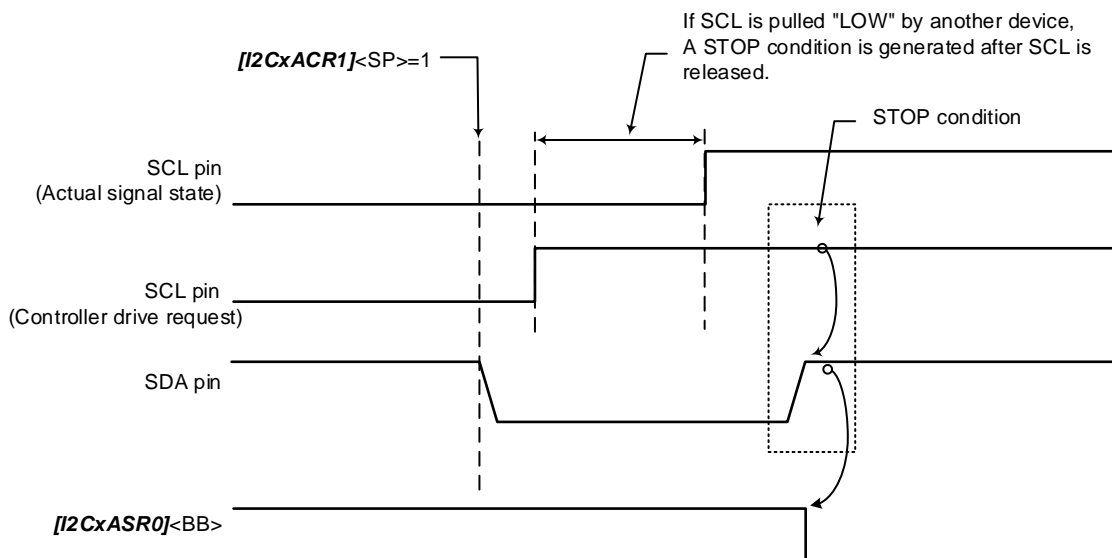 If SCL is pulled "LOW" by another device,
A STOP condition is generated after SCL is
released.
[I2CxACR1]<SP>=1
STOP condition
SCL pin
(Actual signal state)
SCL pin
(Controller drive request)
SDA pin
[I2CxASR0]<BB>